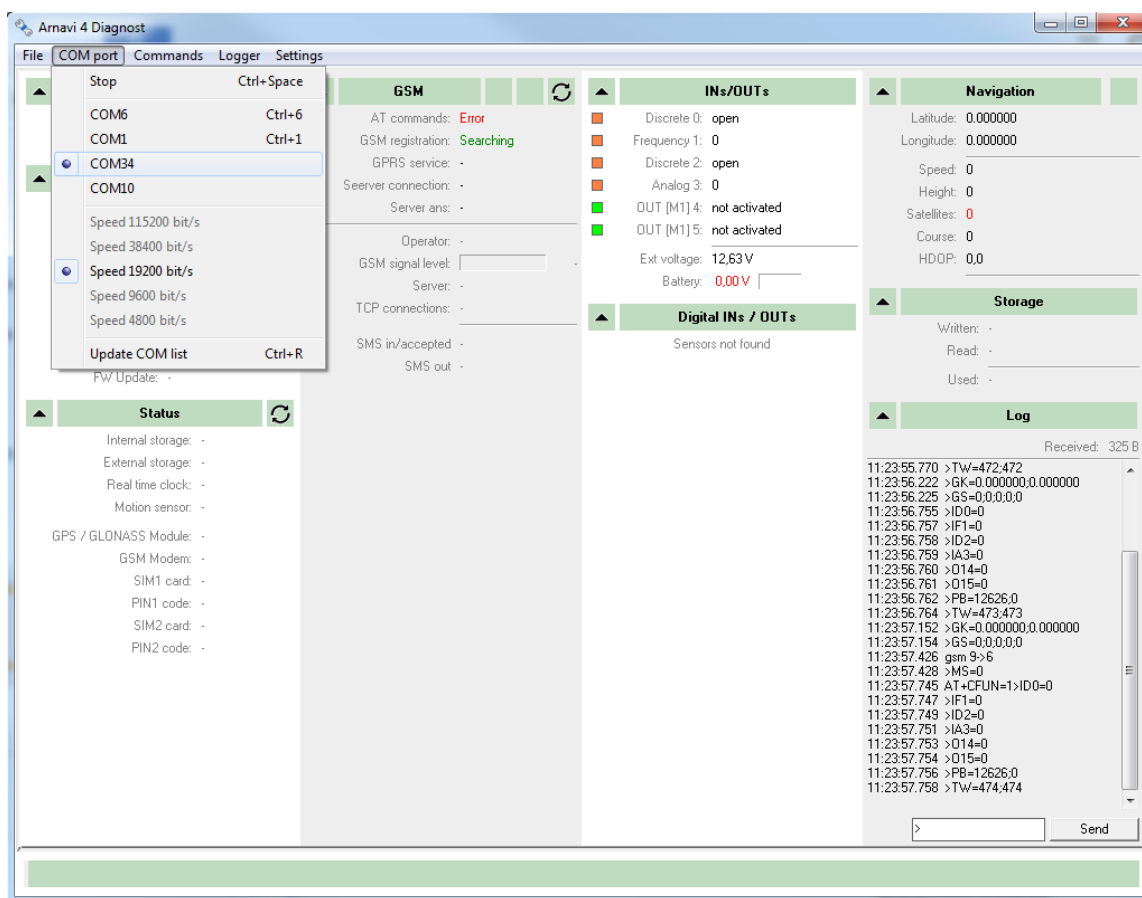 Arnavi 4 Diagnost
File COM port Commands Logger Settings
Stop Ctrl+Space
COM6 Ctrl+6
COM1 Ctrl+1
COM34
COM10
Speed 115200 bit/s
Speed 38400 bit/s
Speed 19200 bit/s
Speed 9600 bit/s
Speed 4800 bit/s
Update COM list Ctrl+R
FW Update: -
Status
Internal storage: -
External storage: -
Real time clock: -
Motion sensor: -
GPS / GLONASS Module: -
GSM Modem: -
SIM1 card: -
PIN1 code: -
SIM2 card: -
PIN2 code: -
GSM
AT commands: Error
GSM registration: Searching
GPRS service: -
Seerver connection: -
Server ans: -
Operator: -
GSM signal level: -
Server: -
TCP connections: -
SMS in/accepted -
SMS out -
INs/OUTs
Discrete 0: open
Frequency 1: 0
Discrete 2: open
Analog 3: 0
OUT [M1] 4: not activated
OUT [M1] 5: not activated
Ext voltage: 12,63 V
Battery: 0,00 V
Digital INs / OUTs
Sensors not found
Navigation
Latitude: 0.000000
Longitude: 0.000000
Speed: 0
Height: 0
Satellites: 0
Course: 0
HDOP: 0,0
Storage
Written: -
Read: -
Used: -
Log
Received: 325 B
11:23:55.770 >TW=472;472
11:23:56.222 >GK=0.000000;0.000000
11:23:56.225 >GS=0;0;0;0;0
11:23:56.755 >ID0=0
11:23:56.757 >IF1=0
11:23:56.758 >ID2=0
11:23:56.759 >IA3=0
11:23:56.760 >O14=0
11:23:56.761 >O15=0
11:23:56.762 >PB=12626;0
11:23:56.764 >TW=473;473
11:23:57.152 >GK=0.000000;0.000000
11:23:57.154 >GS=0;0;0;0;0
11:23:57.426 gsm 9->6
11:23:57.428 >MS=0
11:23:57.745 AT+CFUN=1>ID0=0
11:23:57.747 >IF1=0
11:23:57.749 >ID2=0
11:23:57.751 >IA3=0
11:23:57.753 >O14=0
11:23:57.754 >O15=0
11:23:57.756 >PB=12626;0
11:23:57.758 >TW=474;474
> Send